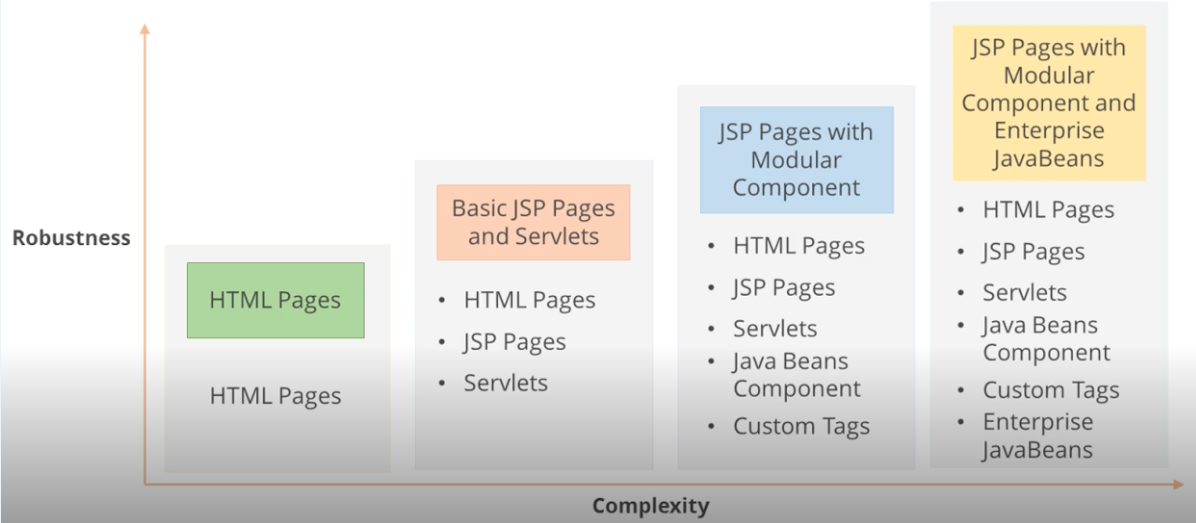 Robustness
HTML Pages
HTML Pages
Basic JSP Pages
and Servlets
• HTML Pages
• JSP Pages
• Servlets
JSP Pages with
Modular
Component
• HTML Pages
• JSP Pages
• Servlets
• Java Beans
Component
• Custom Tags
JSP Pages with
Modular
Component and
Enterprise
JavaBeans
• HTML Pages
• JSP Pages
• Servlets
• Java Beans
Component
• Custom Tags
• Enterprise
JavaBeans
Complexity